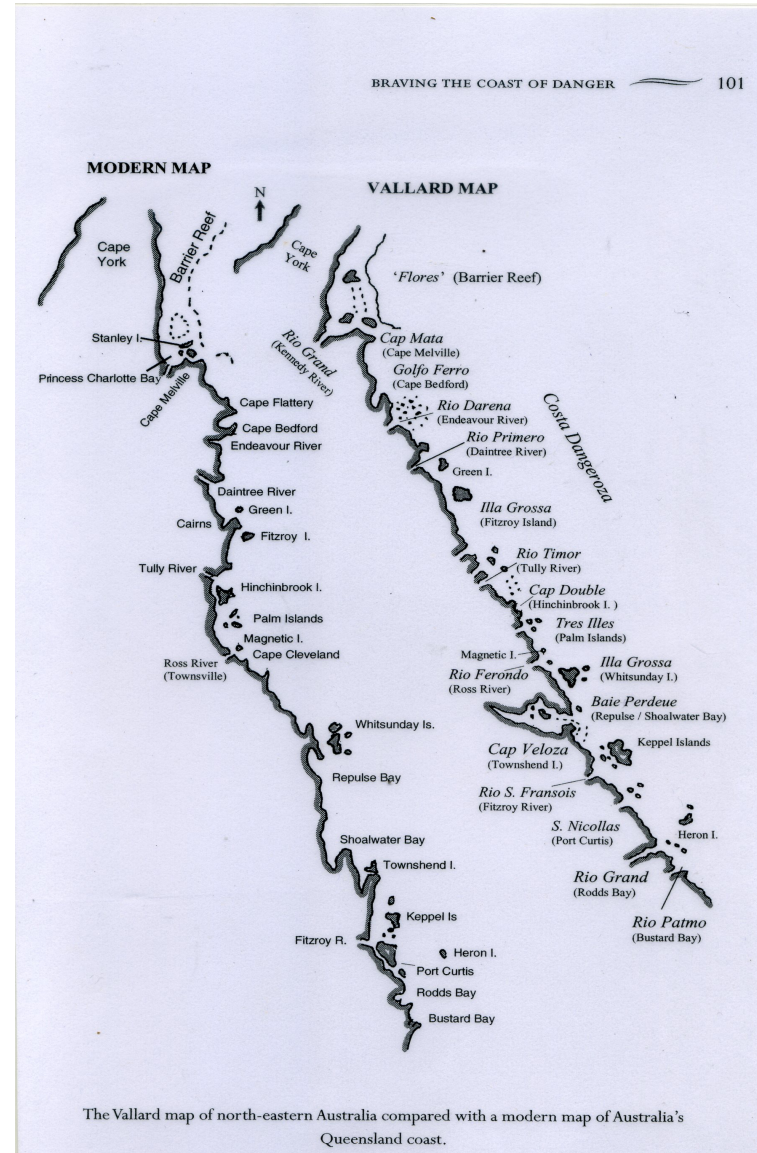 BRAVING THE COAST OF DANGER 101
MODERN MAP
N
Cape
York
Barrier Reef
Stanley I.
Princess Charlotte Bay
Cape Melville
Cape Flattery
Cape Bedford
Endeavour River
Daintree River
Green I.
Cairns
Fitzroy I.
Tully River
Hinchinbrook I.
Palm Islands
Magnetic I.
Cape Cleveland
Ross River
(Townsville)
Whitsunday Is.
Repulse Bay
Shoalwater Bay
Townshend I.
Keppel Is
Fitzroy R.
Heron I.
Port Curtis
Rodds Bay
Bustard Bay
VALLARD MAP
Cape
York
'Flores' (Barrier Reef)
Rio Grand
(Kennedy River)
Cap Mata
(Cape Melville)
Golfo Ferro
(Cape Bedford)
Rio Darena
(Endeavour River)
Costa Dangeroza
Rio Primero
(Daintree River)
Green I.
Illa Grossa
(Fitzroy Island)
Rio Timor
(Tully River)
Cap Double
(Hinchinbrook I. )
Tres Illes
(Palm Islands)
Magnetic I.
Rio Ferondo
(Ross River)
Illa Grossa
(Whitsunday I.)
Baie Perdeue
(Repulse / Shoalwater Bay)
Keppel Islands
Cap Veloza
(Townshend I.)
Rio S. Fransois
(Fitzroy River)
S. Nicollas
(Port Curtis)
Heron I.
Rio Grand
(Rodds Bay)
Rio Patmo
(Bustard Bay)
The Vallard map of north-eastern Australia compared with a modern map of Australia's
Queensland coast.